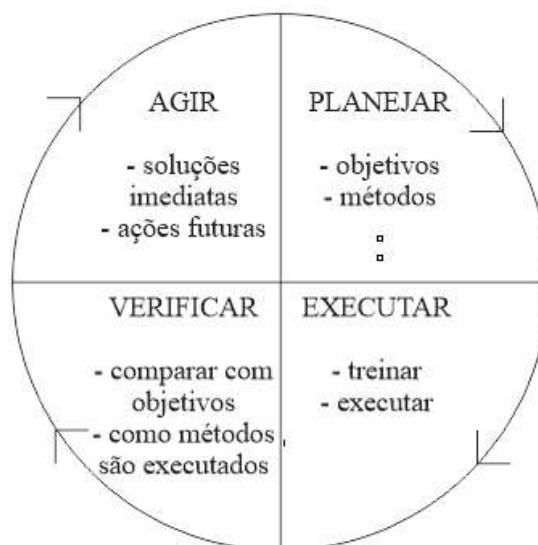 AGIR
- soluções
imediatas
- ações futuras
PLANEJAR
- objetivos
- métodos
VERIFICAR
- comparar com
objetivos
- como métodos
são executados
EXECUTAR
- treinar
- executar